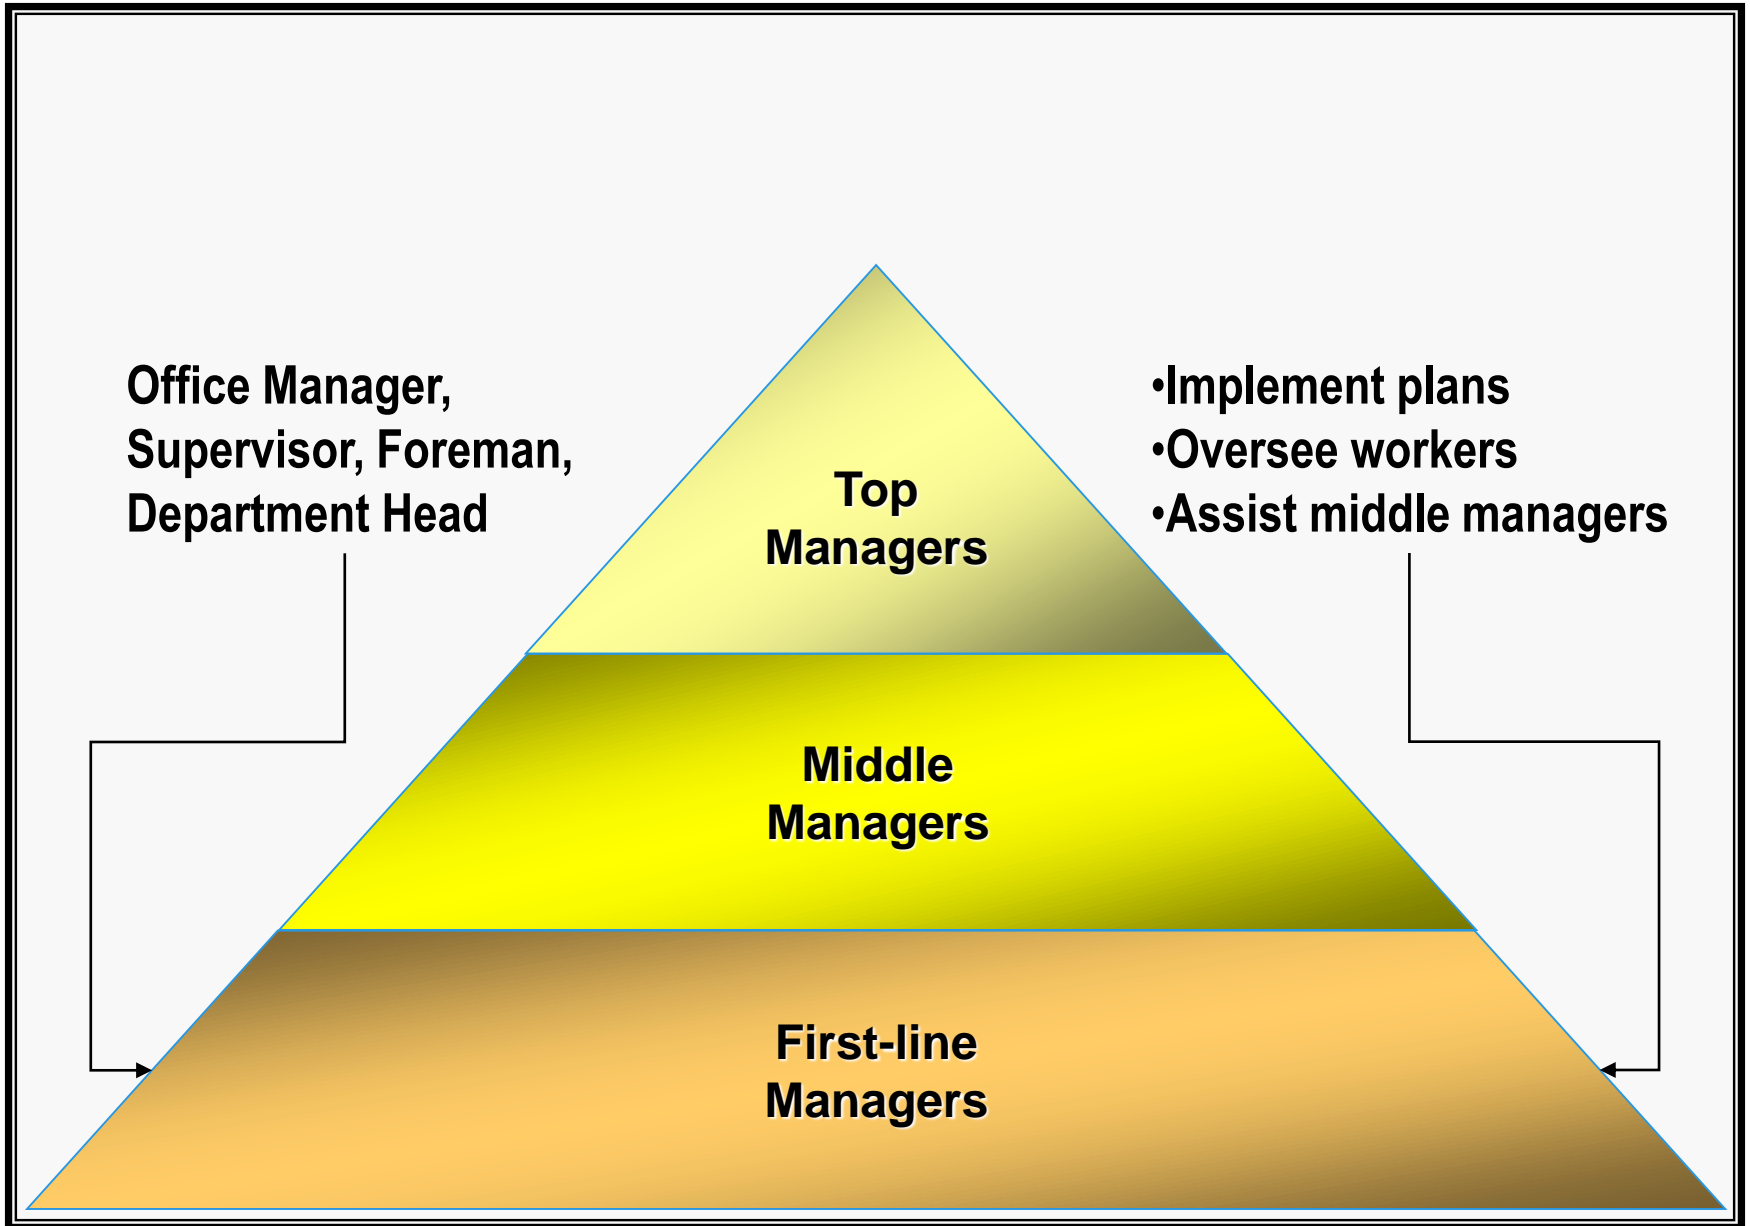 Office Manager,
Supervisor, Foreman,
Department Head
•Implement plans
•Oversee workers
•Assist middle managers
Top
Managers
Middle
Managers
First-line
Managers